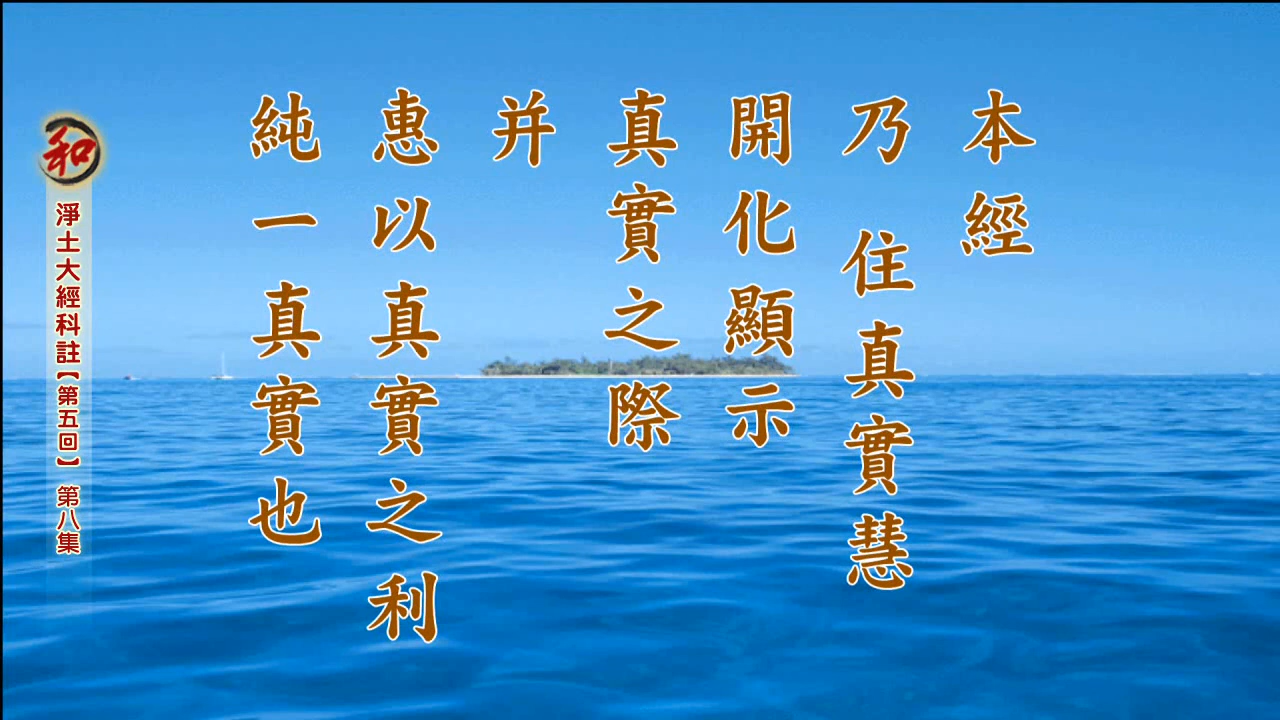 本經
乃 住真實慧
開化顯示
真實之際
并
惠以真實之利
純一真實也
和
淨土大經科註【第五回】 第八集